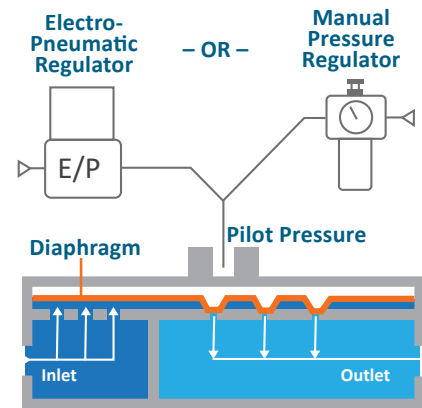 Electro-
Pneumatic
Regulator
– OR –
Manual
Pressure
Regulator
E/P
Pilot Pressure
Diaphragm
Inlet
Outlet